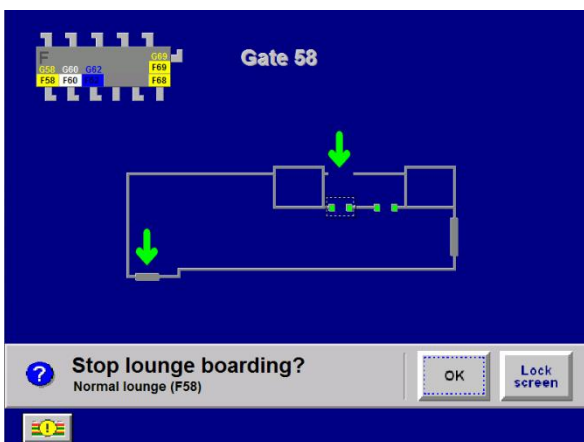 F
G69
Gate 58
G58 G60 G62 F69
F58 F60 F68
Stop lounge boarding?
Normal lounge (F58)
?
OK
Lock
screen
!